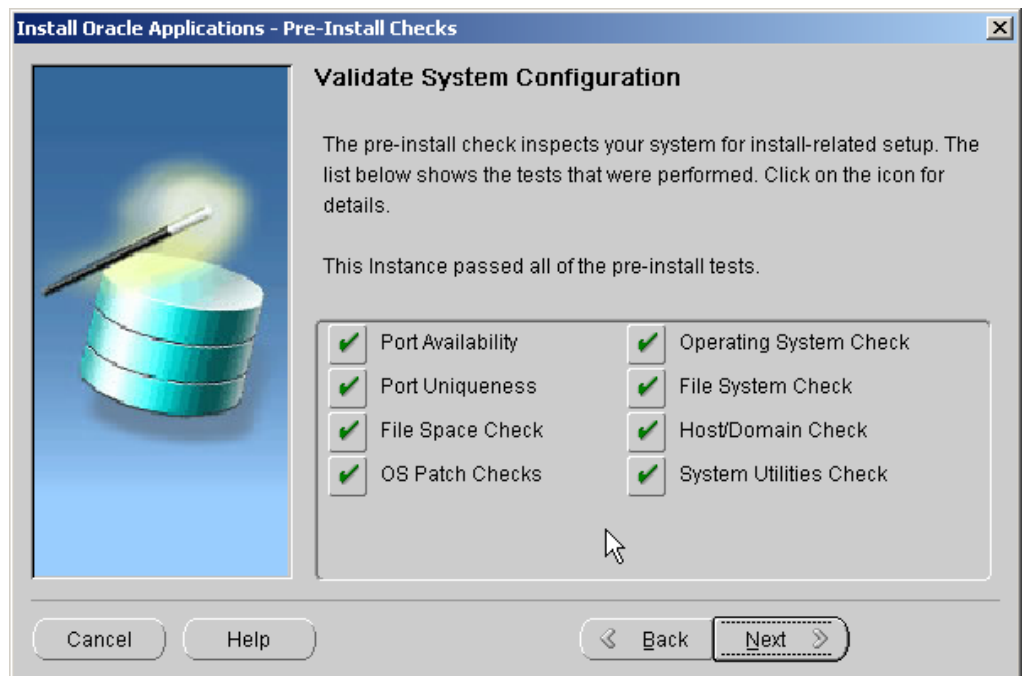 Install Oracle Applications - Pre-Install Checks
Validate System Configuration
The pre-install check inspects your system for install-related setup. The
list below shows the tests that were performed. Click on the icon for
details.
This Instance passed all of the pre-install tests.
Port Availability
Operating System Check
Port Uniqueness
File System Check
File Space Check
Host/Domain Check
OS Patch Checks
System Utilities Check
Cancel
Help
Back
Next